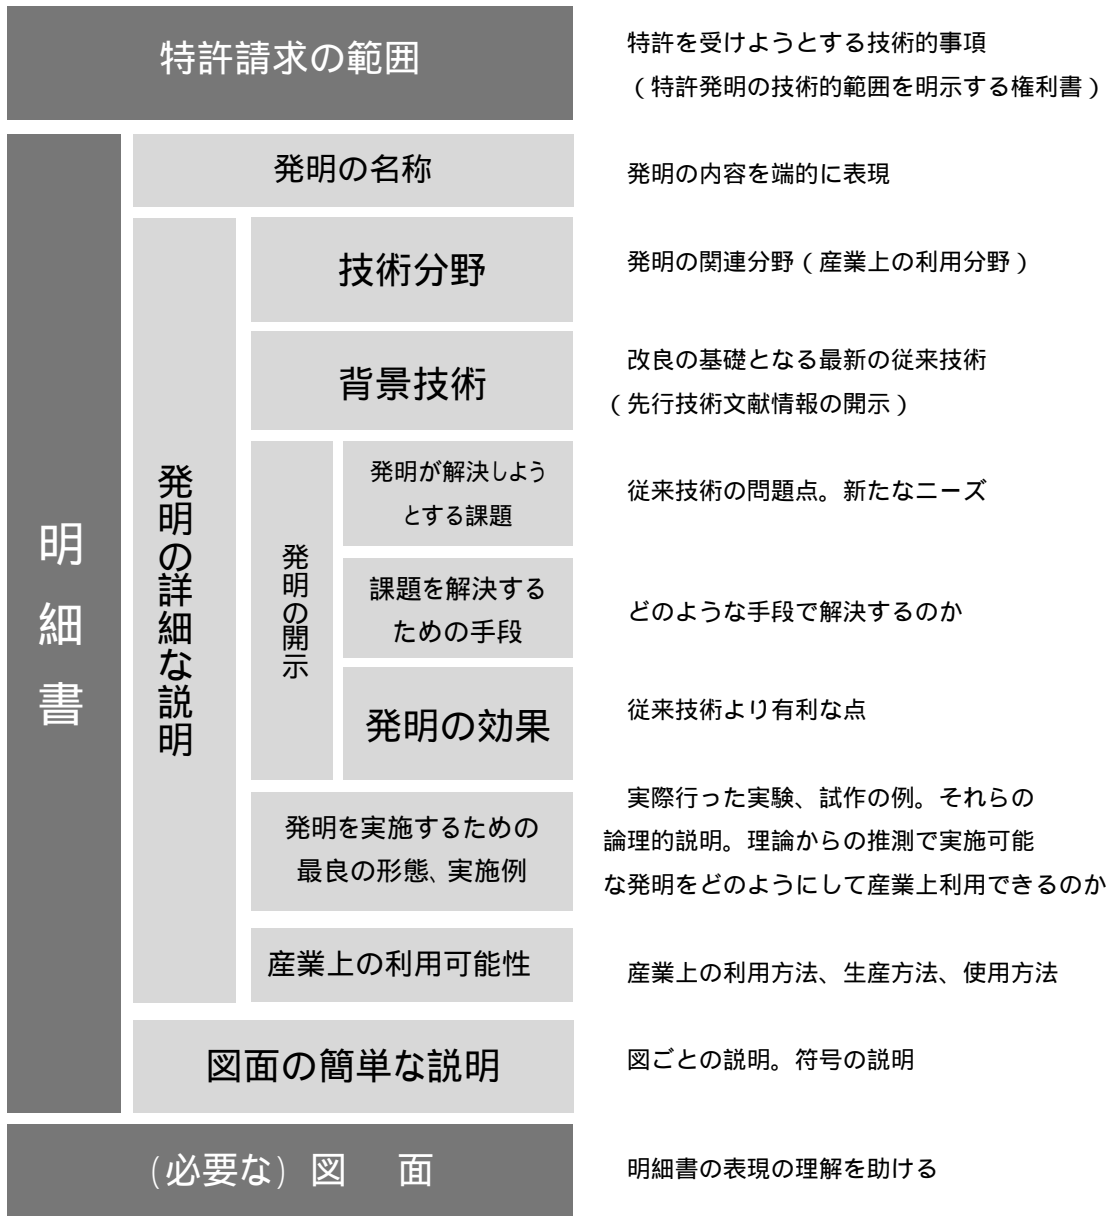 特許請求の範囲
特許を受けようとする技術的事項
（特許発明の技術的範囲を明示する権利書）
明細書
発明の名称
発明の内容を端的に表現
発明の詳細な説明
技術分野
発明の関連分野（産業上の利用分野）
背景技術
改良の基礎となる最新の従来技術
（先行技術文献情報の開示）
発明の開示
発明が解決しよう
とする課題
従来技術の問題点。新たなニーズ
課題を解決する
ための手段
どのような手段で解決するのか
発明の効果
従来技術より有利な点
発明を実施するための
最良の形態、実施例
実際行った実験、試作の例。それらの
論理的説明。理論からの推測で実施可能
な発明をどのようにして産業上利用できるのか
産業上の利用可能性
産業上の利用方法、生産方法、使用方法
図面の簡単な説明
図ごとの説明。符号の説明
（必要な）図　面
明細書の表現の理解を助ける